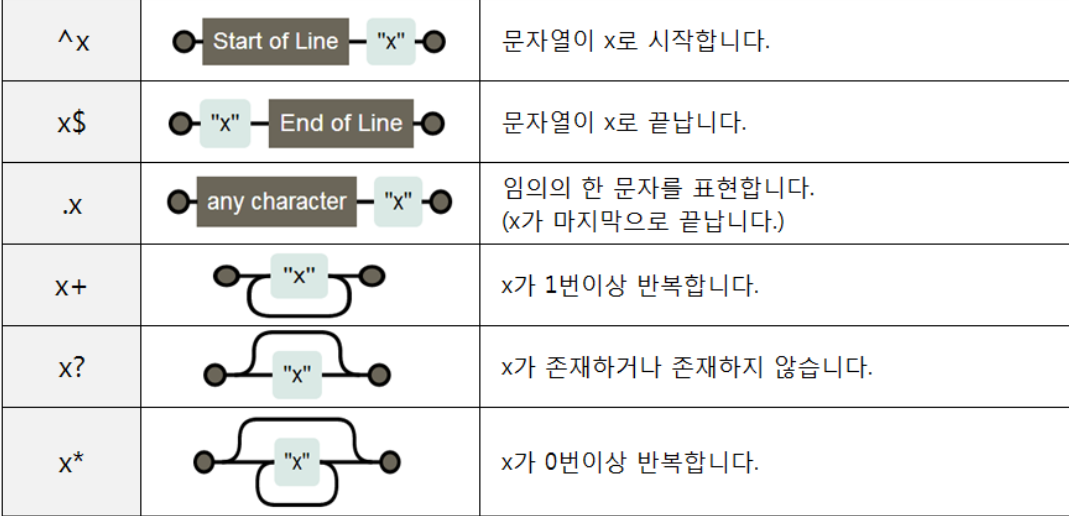 ^x
Start of Line "x"
문자열이 x로 시작합니다.
x$
"x" End of Line
문자열이 x로 끝납니다.
.x
any character "x"
임의의 한 문자를 표현합니다.
(x가 마지막으로 끝납니다.)
x+
"x"
x가 1번이상 반복합니다.
x?
"x"
x가 존재하거나 존재하지 않습니다.
x*
"x"
x가 0번이상 반복합니다.